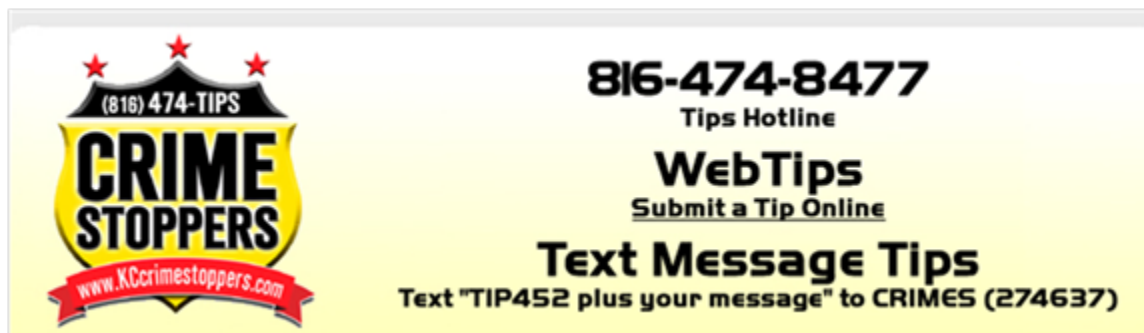 (816) 474-TIPS
CRIME
STOPPERS
www.KCcrimestoppers.com
816-474-8477
Tips Hotline
WebTips
Submit a Tip Online
Text Message Tips
Text "TIP452 plus your message" to CRIMES (274637)